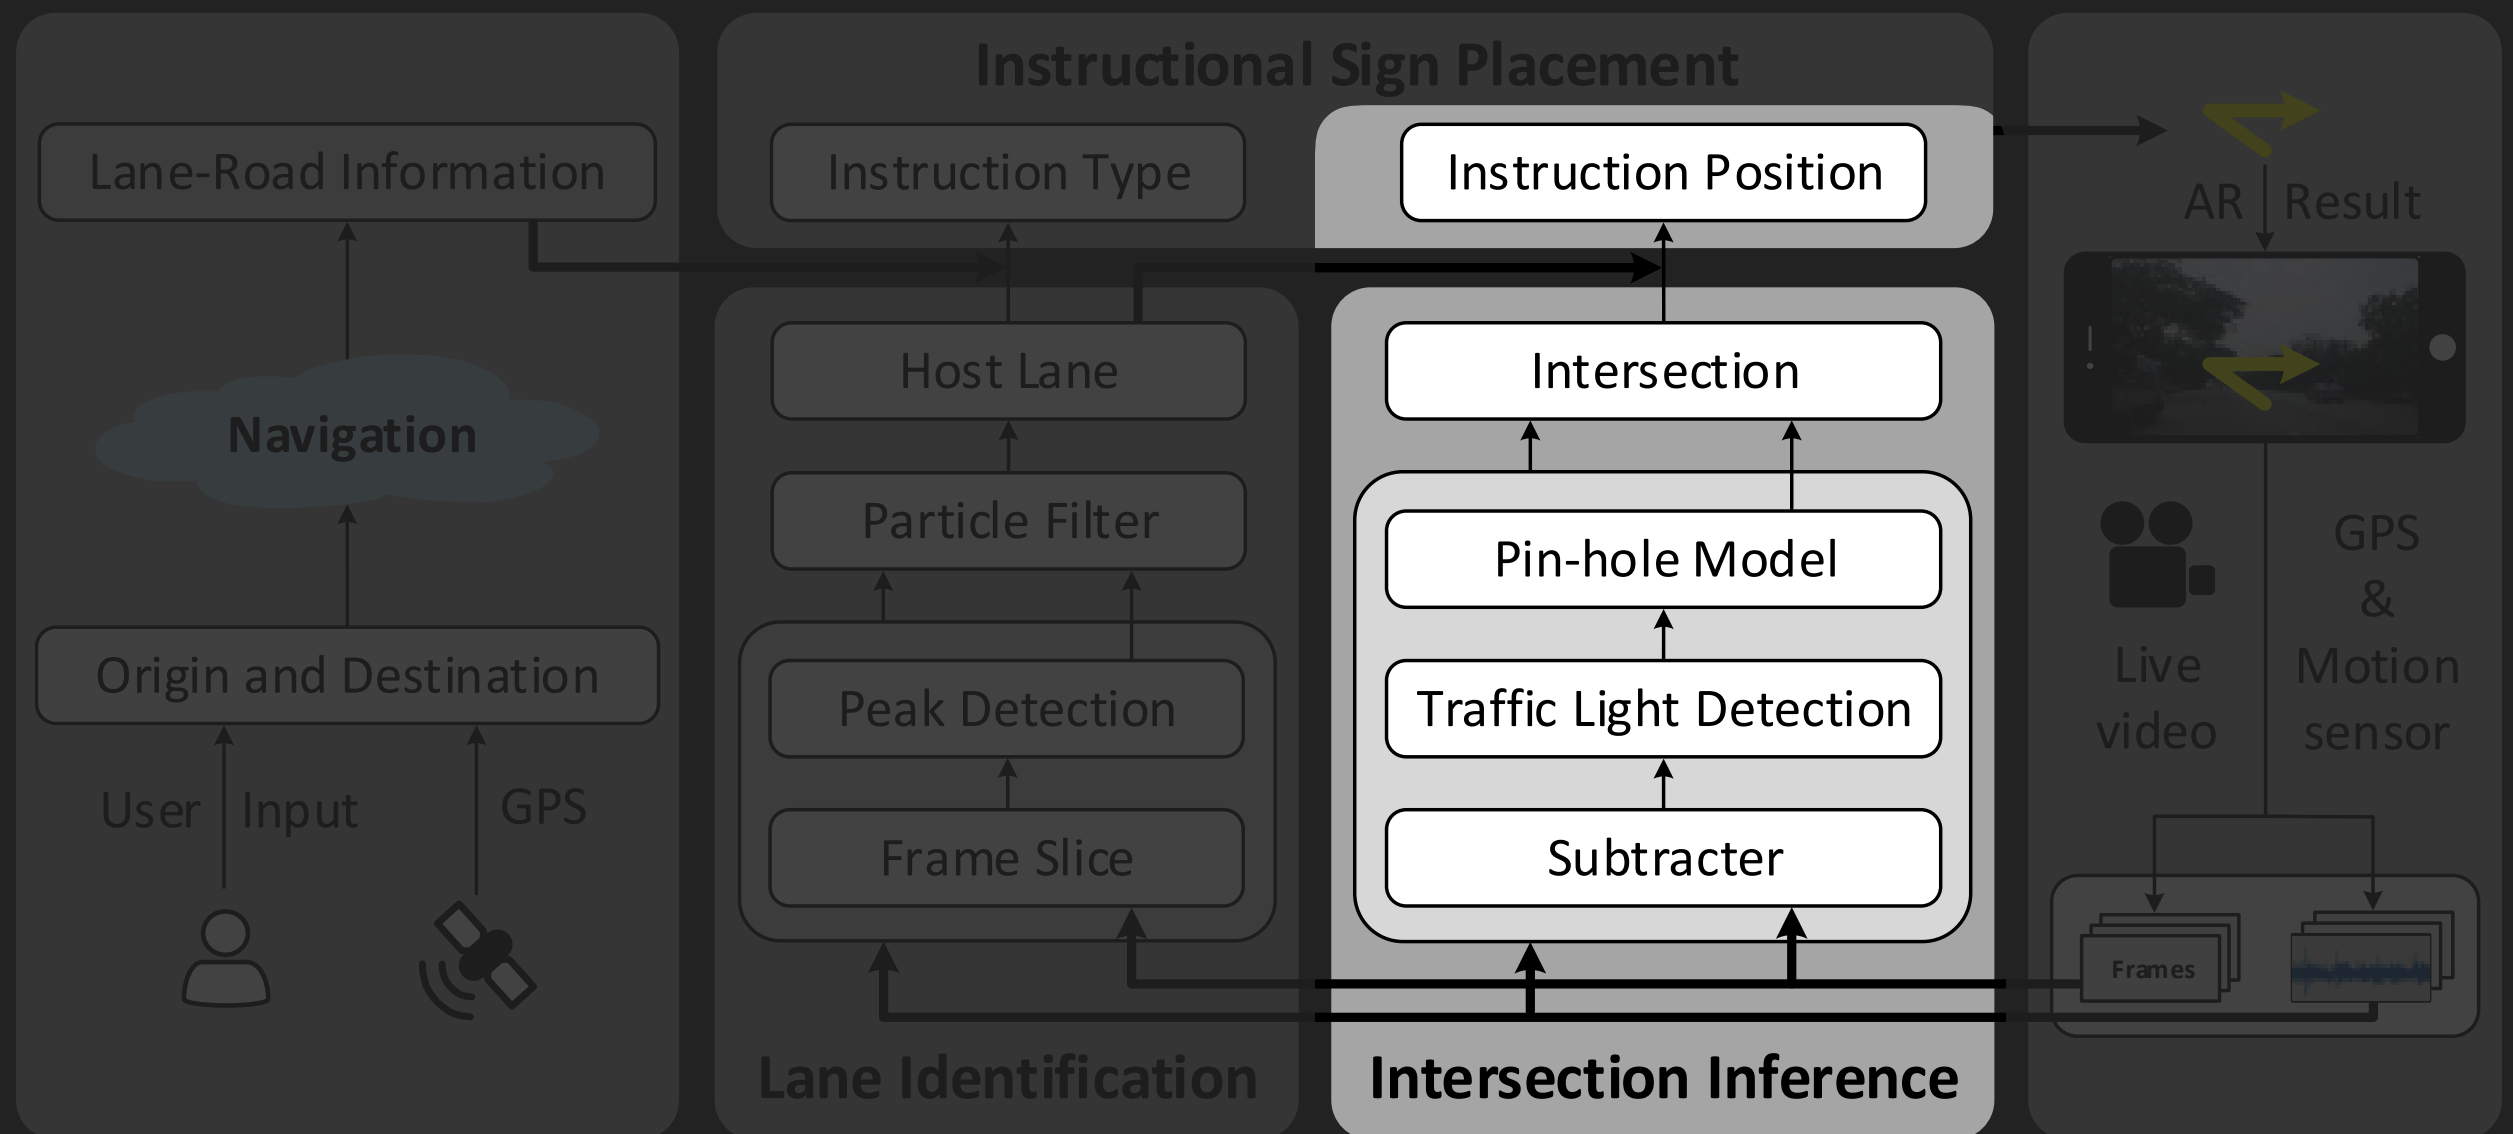 Instructional Sign Placement
Lane-Road Information
Instruction Type
Instruction Position
AR Result
Host Lane
Intersection
Navigation
Particle Filter
Pin-hole Model
GPS
&
Motion
sensor
Live
video
Origin and Destination
Peak Detection
Traffic Light Detection
User Input
GPS
Frame Slice
Subtracter
Frames
Lane Identification
Intersection Inference